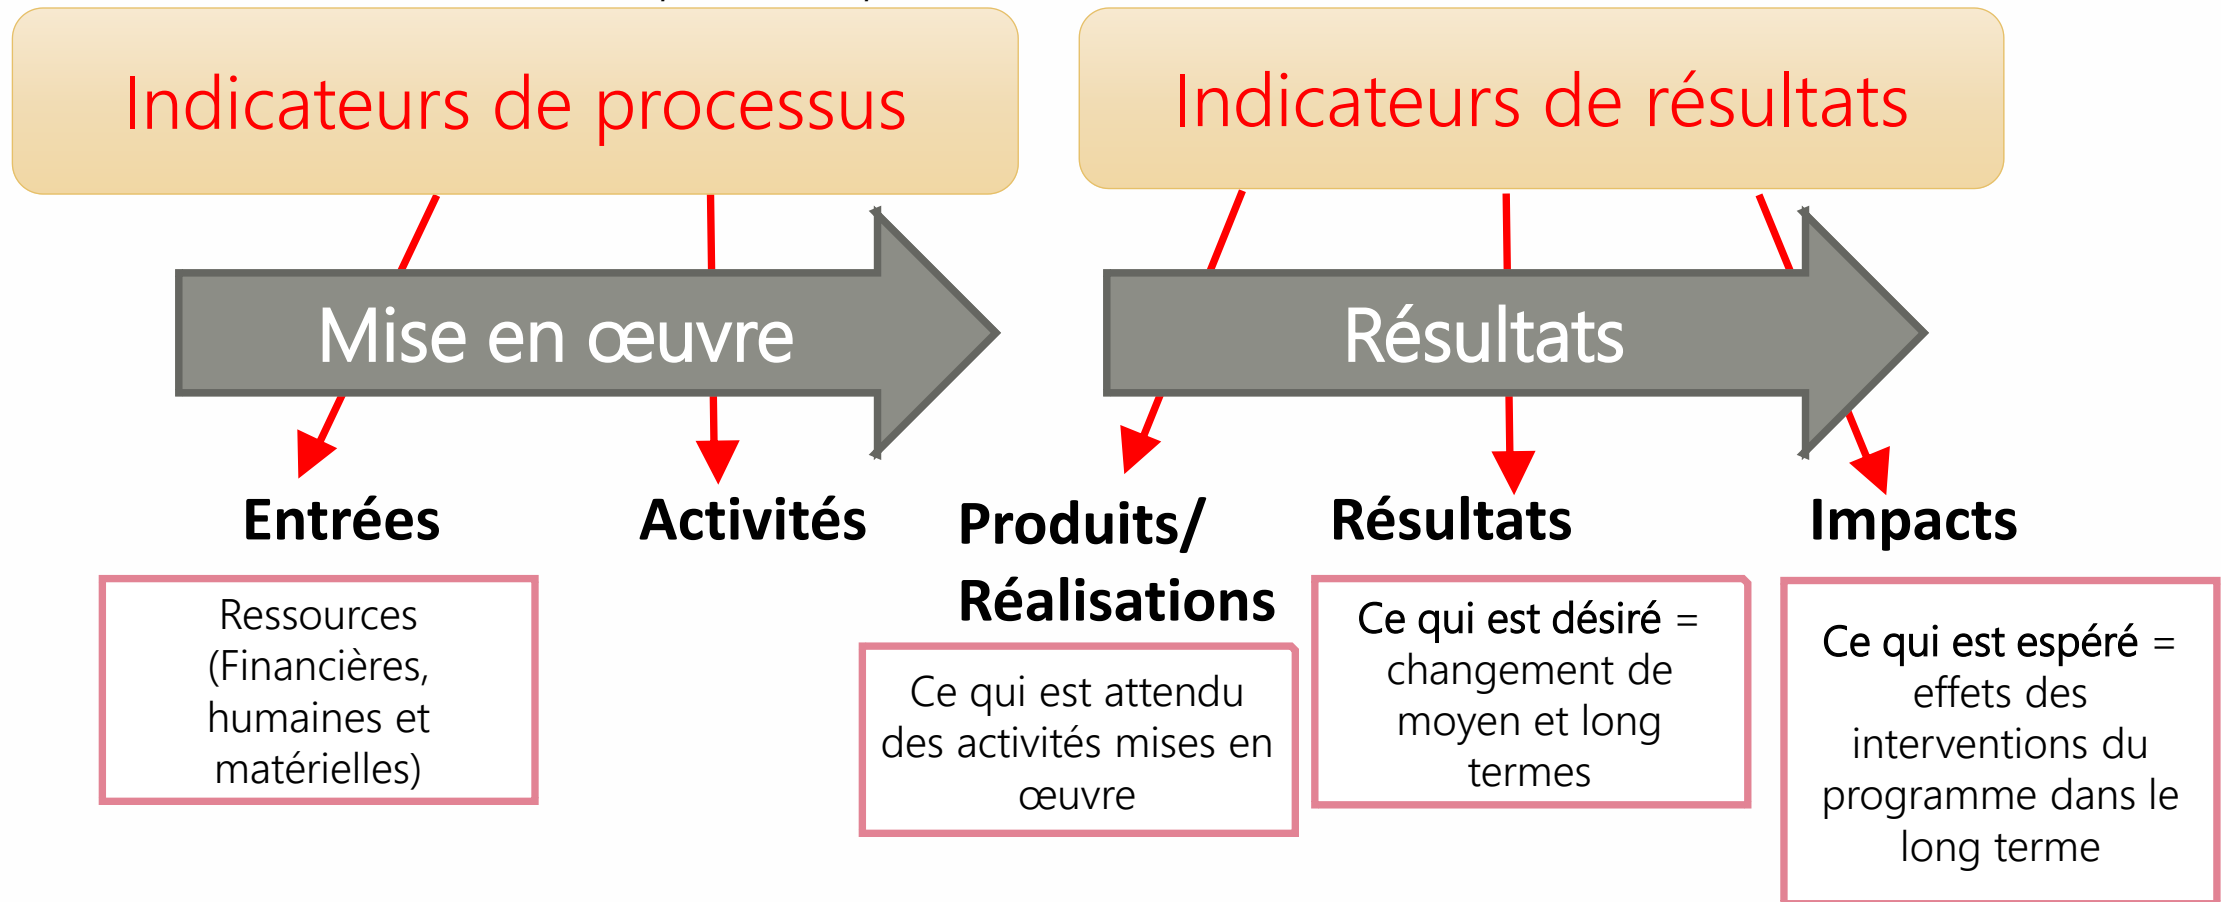 Indicateurs de processus
Indicateurs de résultats
Mise en œuvre
Résultats
Entrées
Activités
Produits/
Réalisations
Résultats
Impacts
Ressources
(Financières,
humaines et
matérielles)
Ce qui est attendu
des activités mises en
œuvre
Ce qui est désiré =
changement de
moyen et long
termes
Ce qui est espéré =
effets des
interventions du
programme dans le
long terme